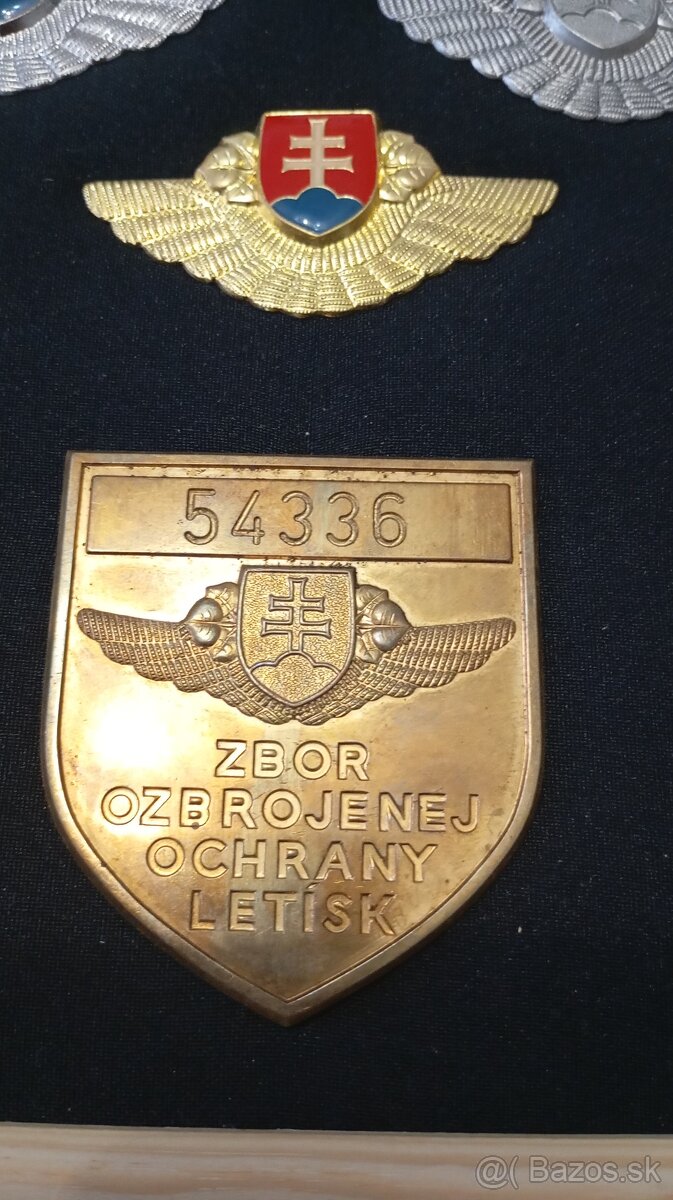 54336
ZBOR
OZBROJENEJ
OCHRANY
LETÍSK
@( Bazos.sk